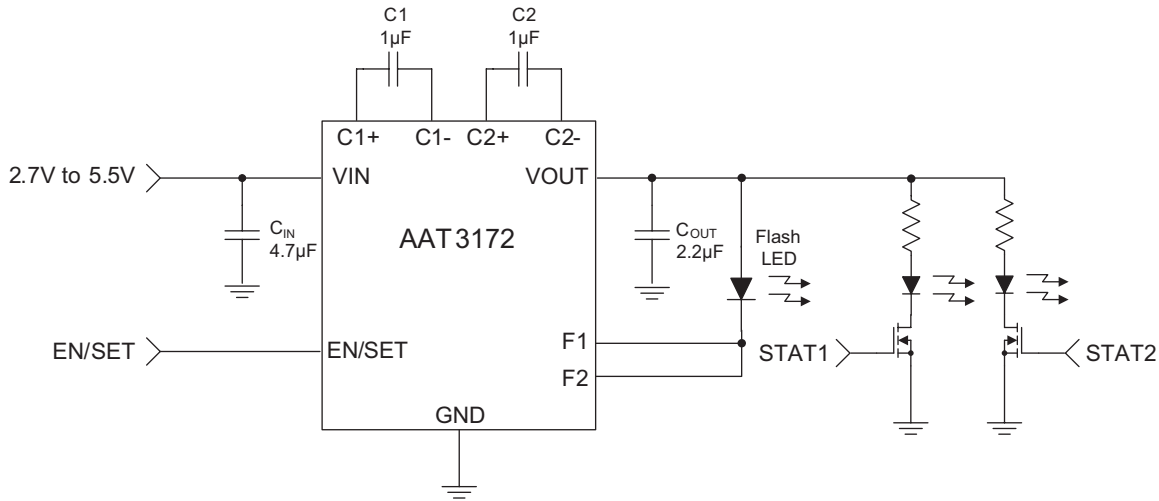 C1
1µF
C2
1µF
C1+
C1-
C2+
C2-
2.7V to 5.5V
VIN
VOUT
AAT3172
CIN
4.7µF
COUT
2.2µF
Flash
LED
EN/SET
EN/SET
F1
F2
STAT1
STAT2
GND